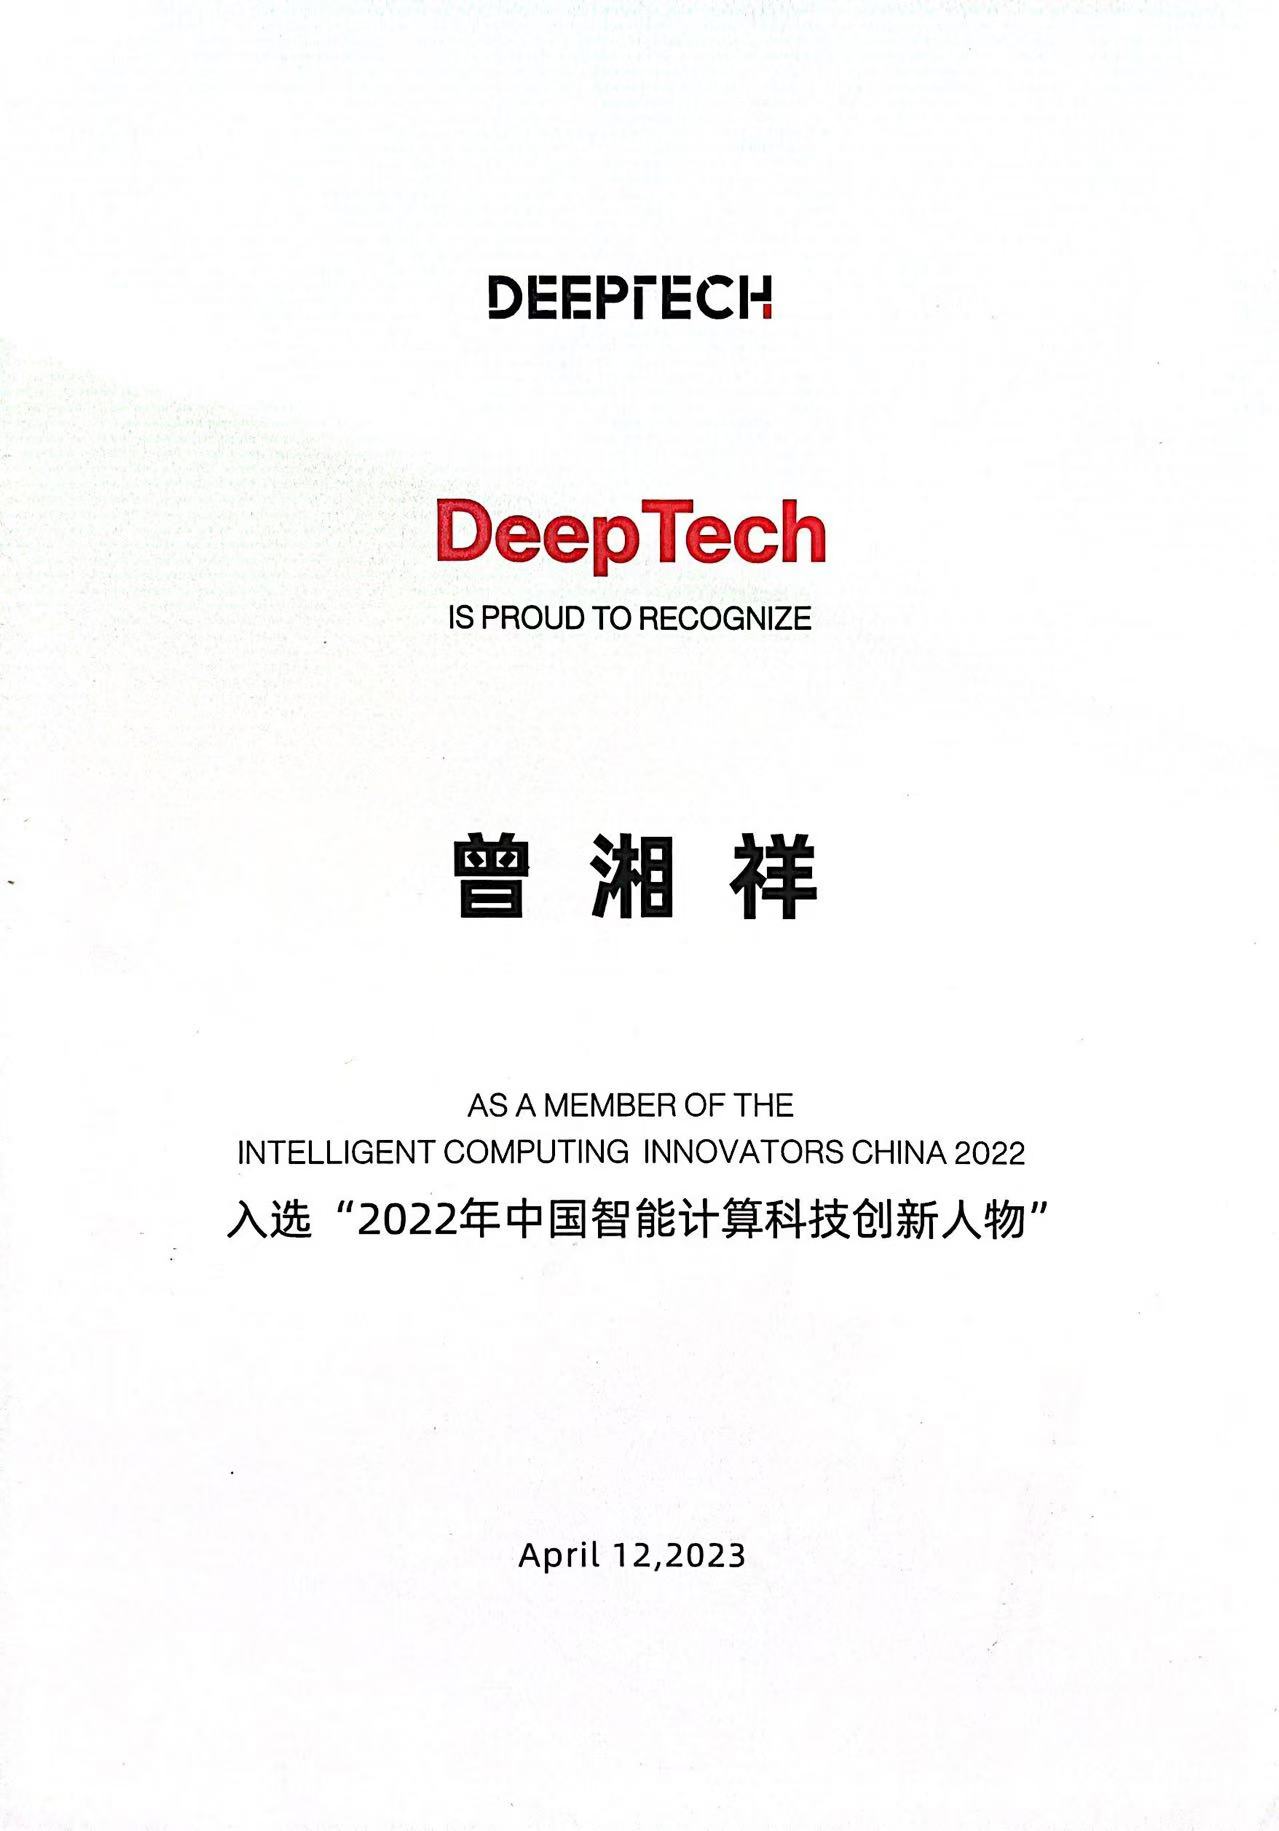 DEEPTECH
DeepTech
IS PROUD TO RECOGNIZE
曾湘祥
AS A MEMBER OF THE
INTELLIGENT COMPUTING INNOVATORS CHINA 2022
入选“2022年中国智能计算科技创新人物”
April 12,2023